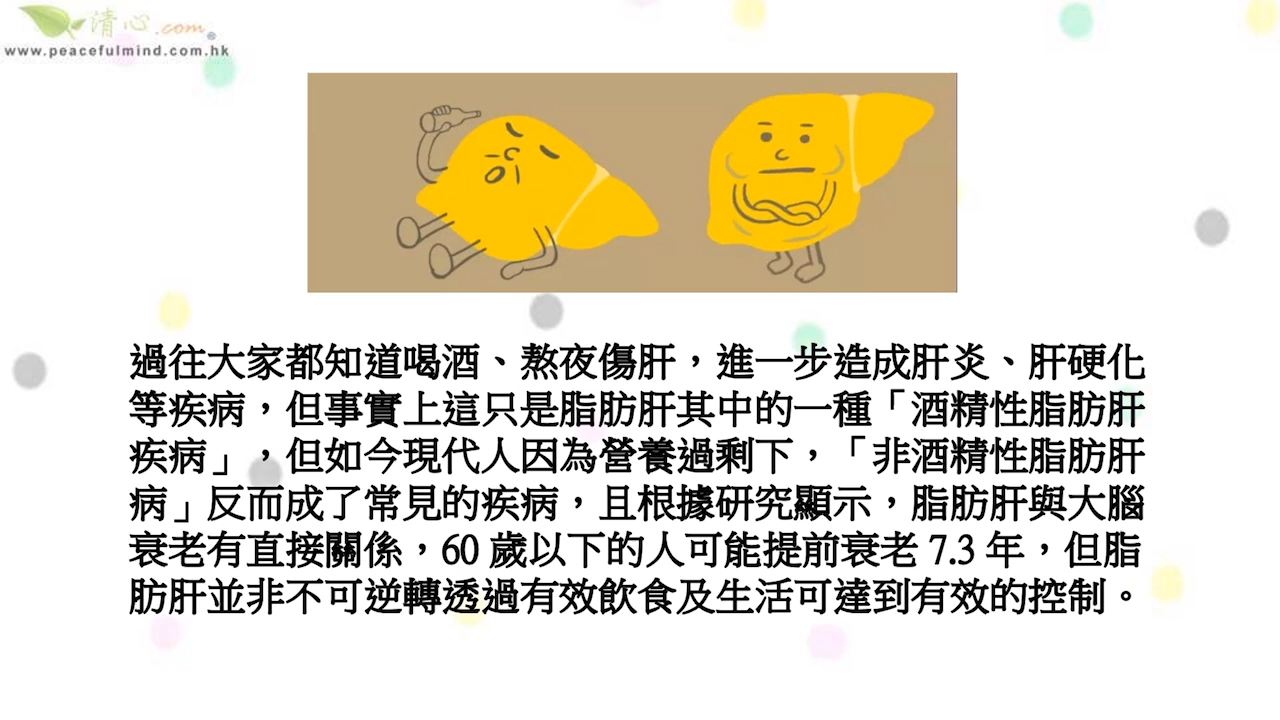 清心.com®
www.peacefulmind.com.hk
過往大家都知道喝酒、熬夜傷肝，進一步造成肝炎、肝硬化
等疾病，但事實上這只是脂肪肝其中的一種「酒精性脂肪肝
疾病」，但如今現代人因為營養過剩下，「非酒精性脂肪肝
病」反而成了常見的疾病，且根據研究顯示，脂肪肝與大腦
衰老有直接關係，60 歲以下的人可能提前衰老 7.3 年，但脂
肪肝並非不可逆轉透過有效飲食及生活可達到有效的控制。